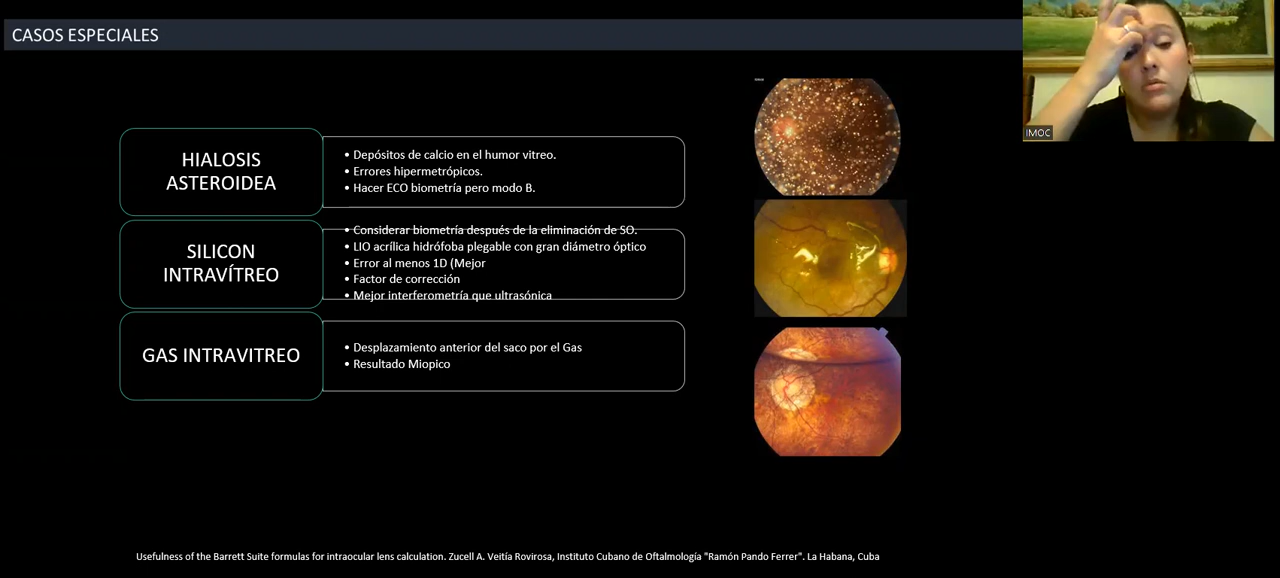 CASOS ESPECIALES
IMOC
HIALOSIS
ASTEROIDEA
• Depósitos de calcio en el humor vitreo.
• Errores hipermetrópicos.
• Hacer ECO biometría pero modo B.
SILICON
INTRAVÍTREO
• Considerar biometría después de la eliminación de SO.
• LIO acrílica hidrófoba plegable con gran diámetro óptico
• Error al menos 1D (Mejor
• Factor de corrección
• Mejor interferometría que ultrasónica
GAS INTRAVITREO
• Desplazamiento anterior del saco por el Gas
• Resultado Miopico
Usefulness of the Barrett Suite formulas for intraocular lens calculation. Zucell A. Veitía Rovirosa, Instituto Cubano de Oftalmología "Ramón Pando Ferrer". La Habana, Cuba